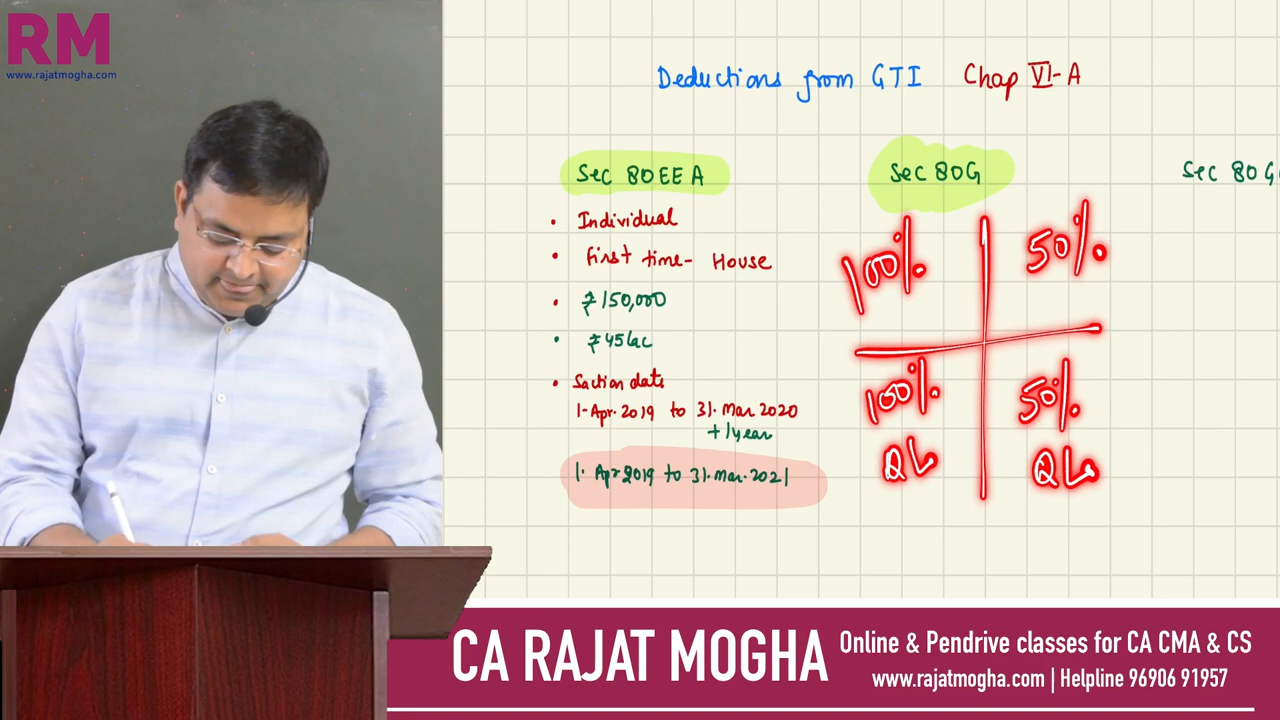 RM
www.rajatmogha.com
Deductions from GTI Chap VI-A
Sec 80EEA
• Individual
• First time- House
• ₹150,000
• ₹45lac
• Saction date
1-Apr.2019 to 31.Mar 2020
+1year
1. Apr 2019 to 31.Mar.2021
Sec 80G
100% 50%
100% 50%
QL QL
Sec 80G
CA RAJAT MOGHA
Online & Pendrive classes for CA CMA & CS
www.rajatmogha.com | Helpline 96906 91957